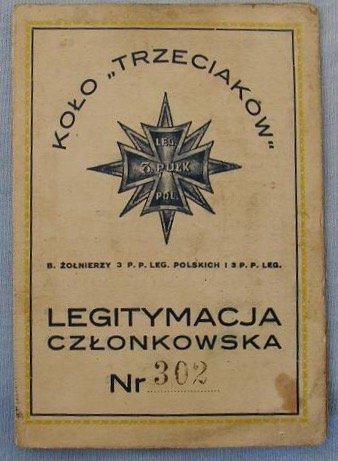 KOŁO „TRZECIAKÓW"
LEG.
3 PUŁK
POL.
B. ŻOŁNIERZY 3 P.P. LEG. POLSKICH I 3 P.P. LEG.
LEGITYMACJA
CZŁONKOWSKA
Nr 302